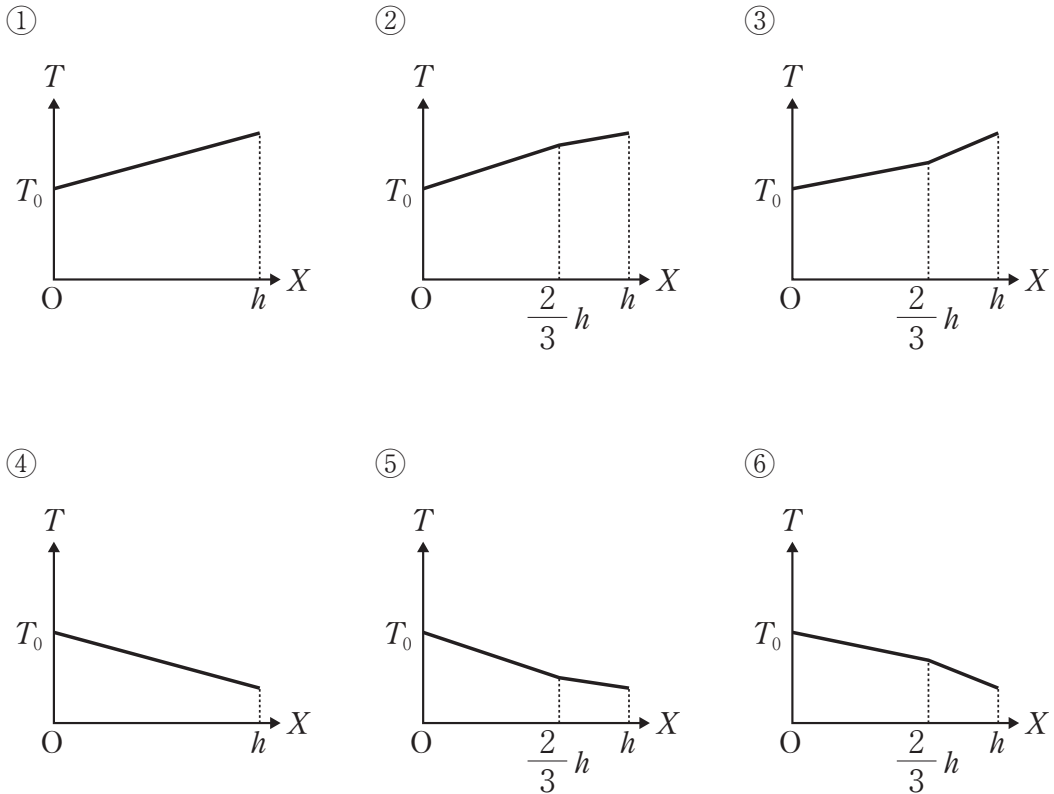 ① ② ③
T T T
T₀ T₀ T₀
O h X O 2/3 h h X O 2/3 h h X
④ ⑤ ⑥
T T T
T₀ T₀ T₀
O h X O 2/3 h h X O 2/3 h h X